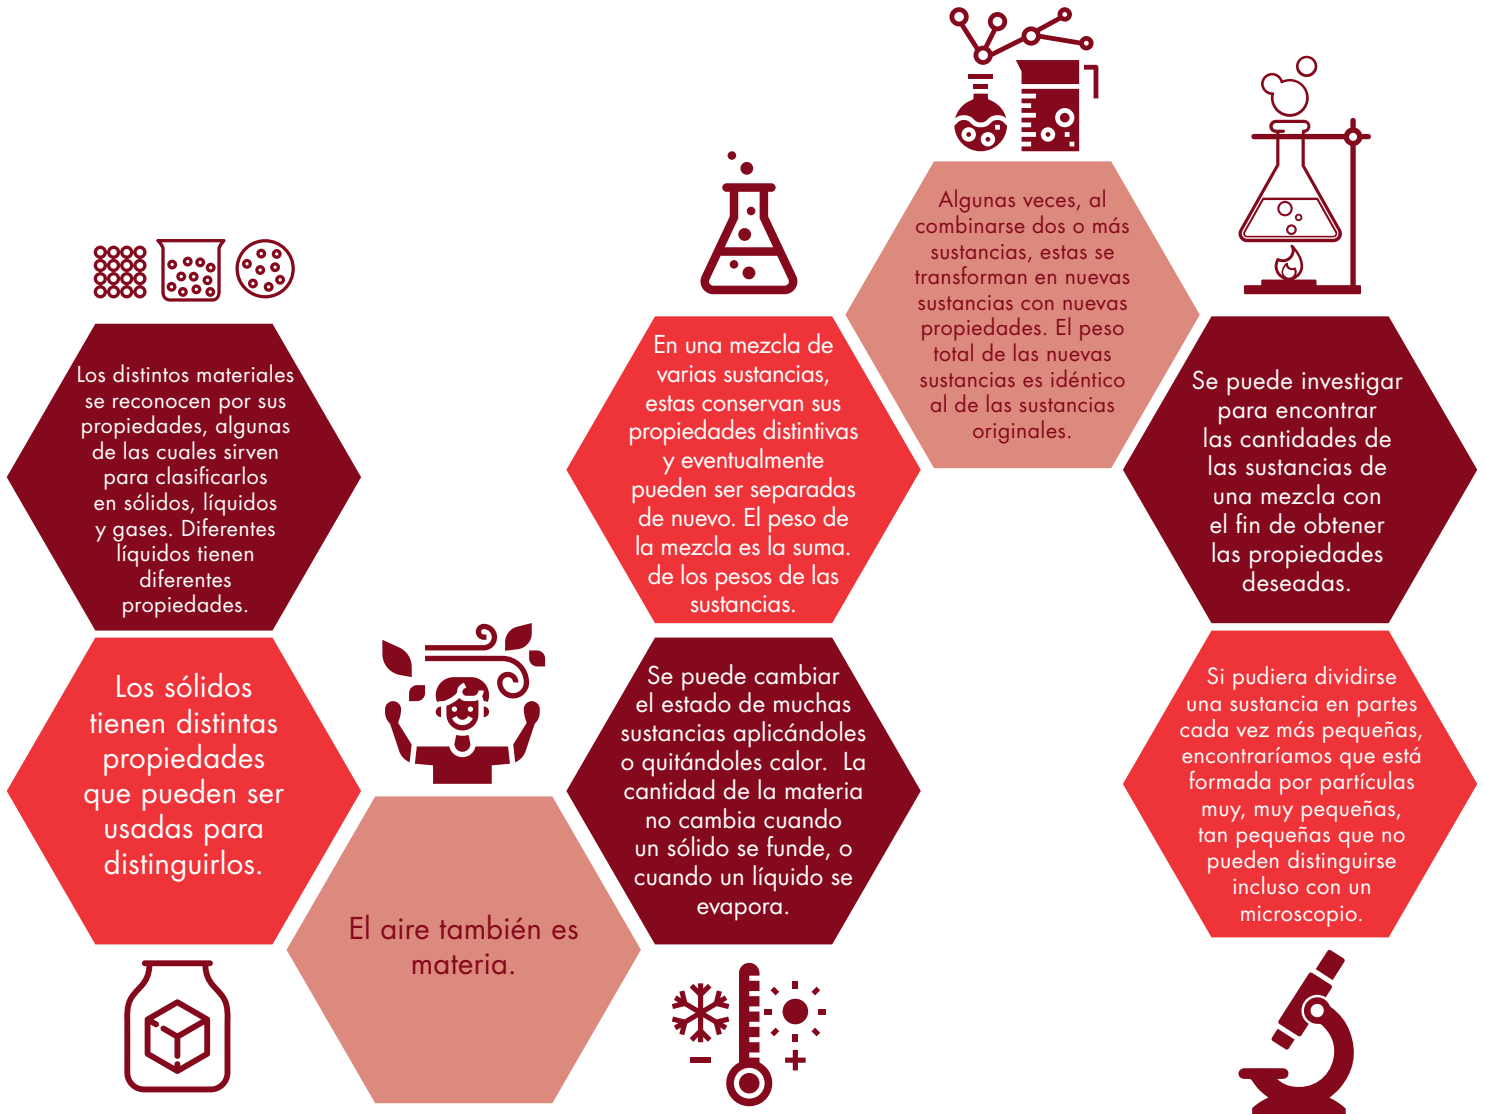 Los distintos materiales
se reconocen por sus
propiedades, algunas
de las cuales sirven
para clasificarlos
en sólidos, líquidos
y gases. Diferentes
líquidos tienen
diferentes
propiedades.
Los sólidos
tienen distintas
propiedades
que pueden ser
usadas para
distinguirlos.
El aire también es
materia.
En una mezcla de
varias sustancias,
estas conservan sus
propiedades distintivas
y eventualmente
pueden ser separadas
de nuevo. El peso de
la mezcla es la suma.
de los pesos de las
sustancias.
Se puede cambiar
el estado de muchas
sustancias aplicándoles
o quitándoles calor. La
cantidad de la materia
no cambia cuando
un sólido se funde, o
cuando un líquido se
evapora.
Algunas veces, al
combinarse dos o más
sustancias, estas se
transforman en nuevas
sustancias con nuevas
propiedades. El peso
total de las nuevas
sustancias es idéntico
al de las sustancias
originales.
Se puede investigar
para encontrar
las cantidades de
las sustancias de
una mezcla con
el fin de obtener
las propiedades
deseadas.
Si pudiera dividirse
una sustancia en partes
cada vez más pequeñas,
encontraríamos que está
formada por partículas
muy, muy pequeñas,
tan pequeñas que no
pueden distinguirse
incluso con un
microscopio.